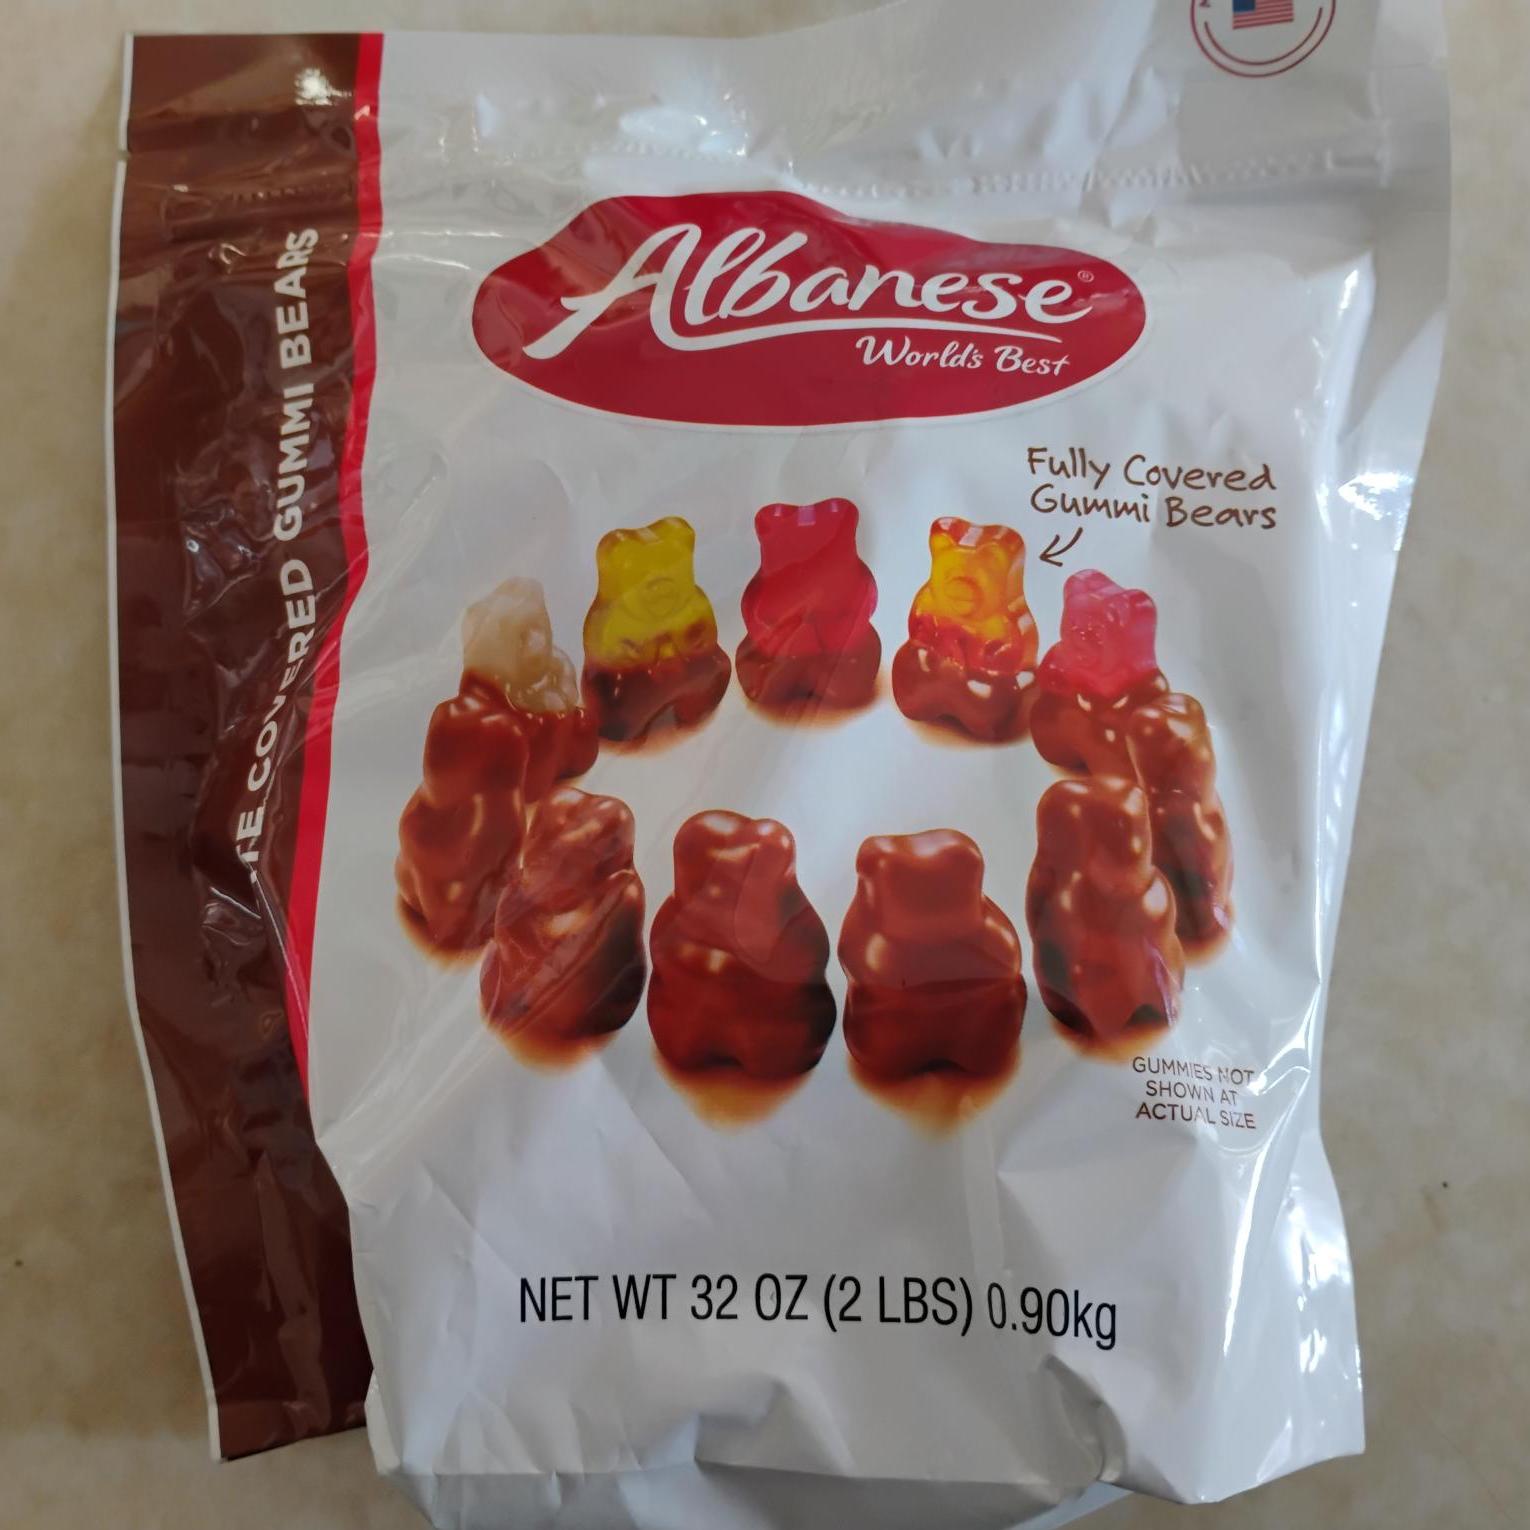 Albanese®
World's Best
Fully Covered
Gummi Bears
GUMMIES NOT
SHOWN AT
ACTUAL SIZE
NET WT 32 OZ (2 LBS) 0.90kg
COVERED GUMMI BEARS